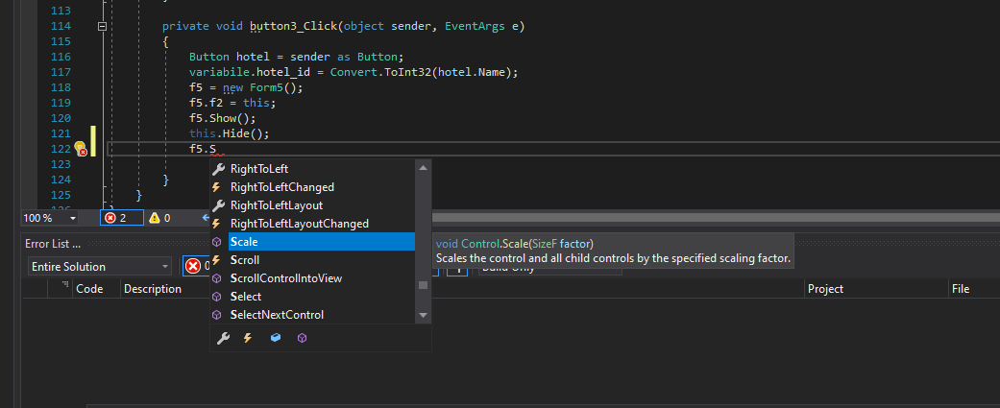 113
114 private void button3_Click(object sender, EventArgs e)
115 {
116 Button hotel = sender as Button;
117 variabile.hotel_id = Convert.ToInt32(hotel.Name);
118 f5 = new Form5();
119 f5.f2 = this;
120 f5.Show();
121 this.Hide();
122 f5.S
123
124 }
125 }
RightToLeft
RightToLeftChanged
RightToLeftLayout
RightToLeftLayoutChanged
Scale
Scroll
ScrollControlIntoView
Select
SelectNextControl
void Control.Scale(SizeF factor)
Scales the control and all child controls by the specified scaling factor.
100 % 2 0
Error List ...
Entire Solution 0
Code Description Project File